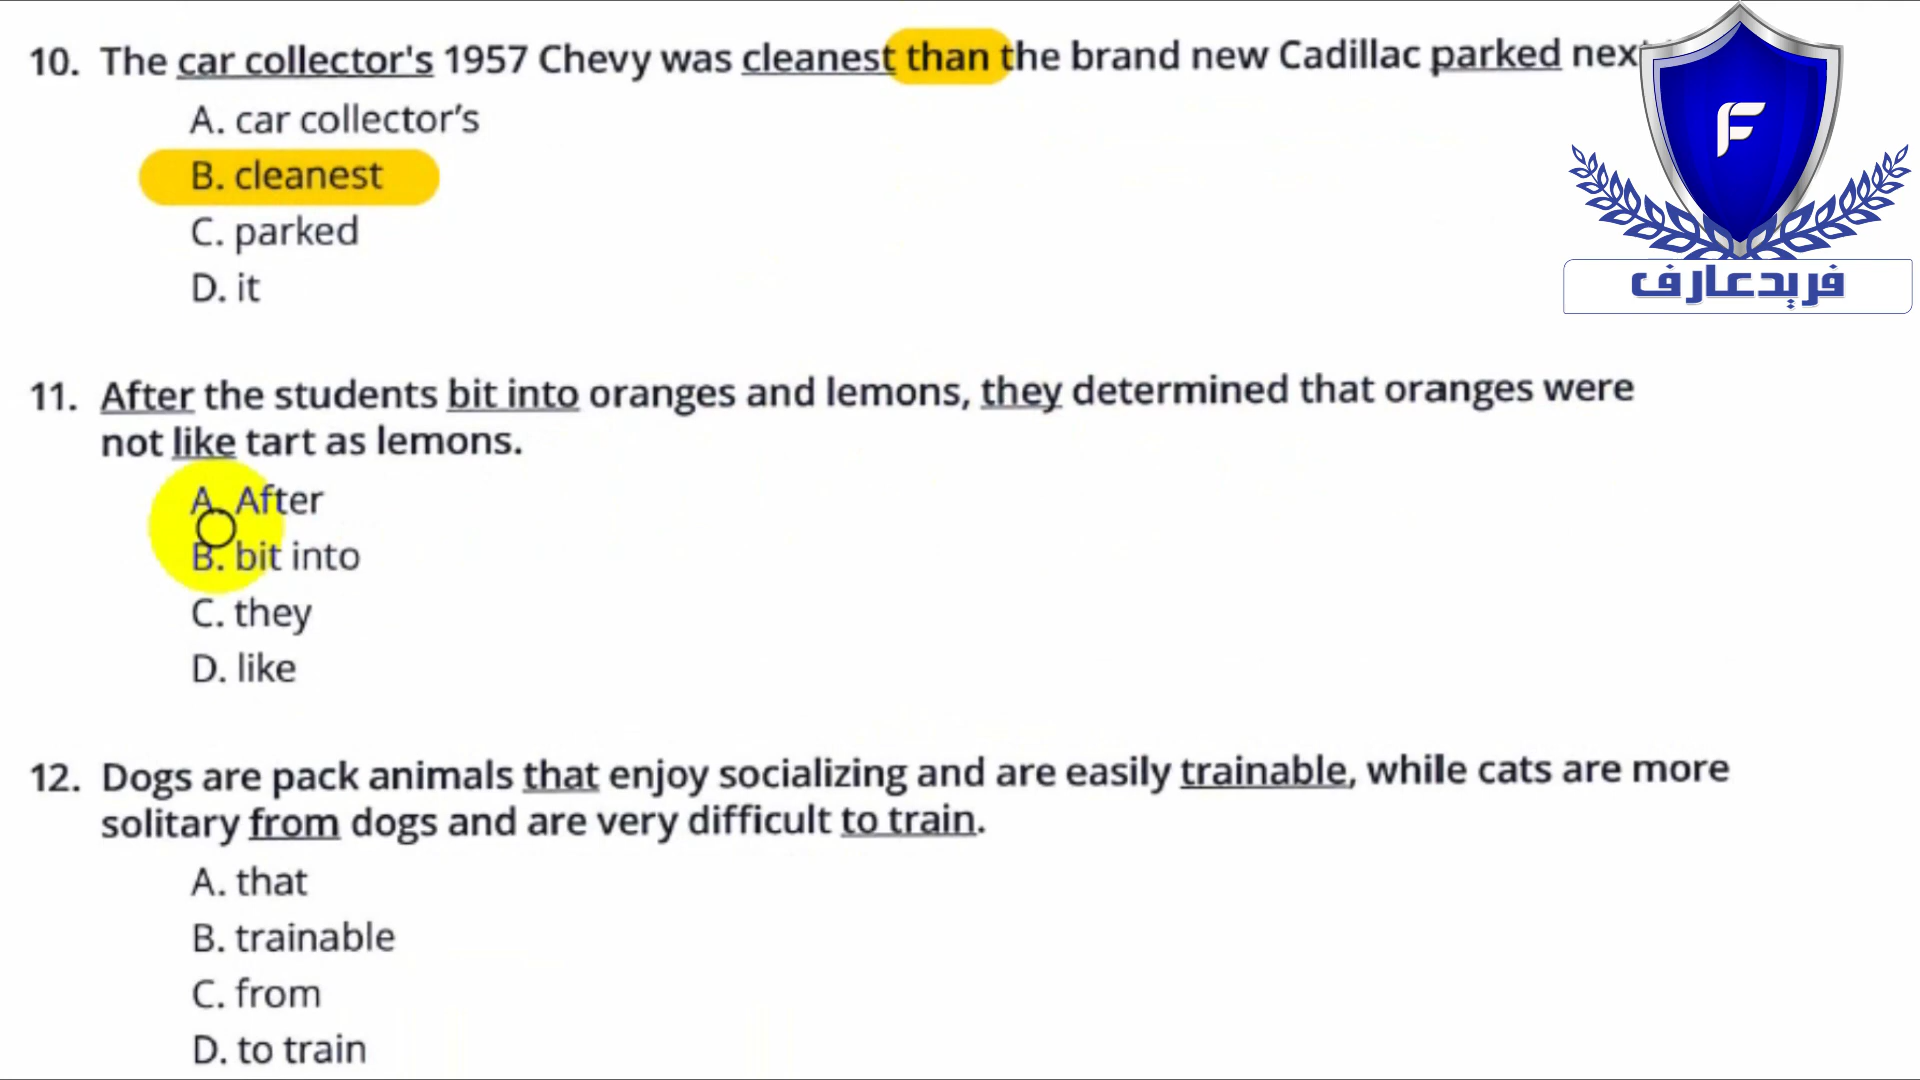 10. The car collector's 1957 Chevy was cleanest than the brand new Cadillac parked next
A. car collector's
B. cleanest
C. parked
D. it
F
فریدعارف
11. After the students bit into oranges and lemons, they determined that oranges were
not like tart as lemons.
A. After
B. bit into
C. they
D. like
12. Dogs are pack animals that enjoy socializing and are easily trainable, while cats are more
solitary from dogs and are very difficult to train.
A. that
B. trainable
C. from
D. to train